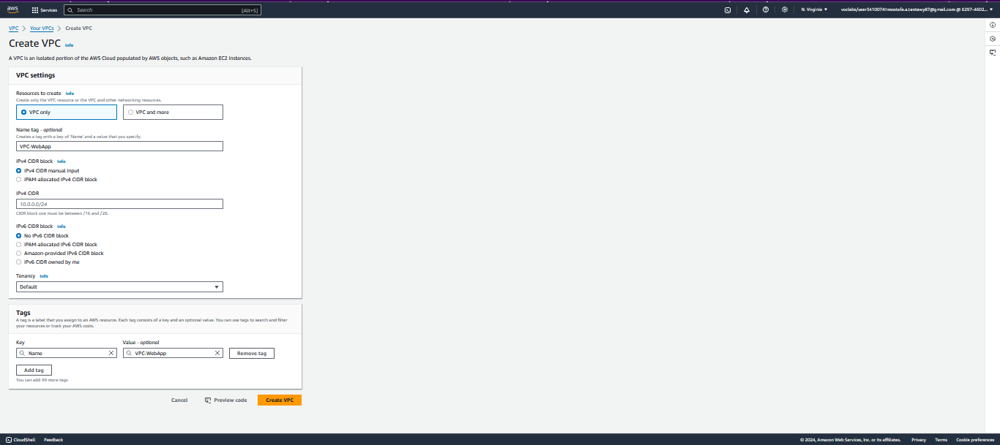 aws
Services
Search
[Alt+S]
N. Virginia
voclabs/user3410074=mostafa.a.tantawy87@gmail.com @ 6297-4602...
VPC
Your VPCs
Create VPC
Create VPC Info
A VPC is an isolated portion of the AWS Cloud populated by AWS objects, such as Amazon EC2 instances.
VPC settings
Resources to create Info
Create only the VPC resource or the VPC and other networking resources.
VPC only
VPC and more
Name tag - optional
Creates a tag with a key of 'Name' and a value that you specify.
VPC-WebApp
IPv4 CIDR block Info
IPv4 CIDR manual input
IPAM-allocated IPv4 CIDR block
IPv4 CIDR
10.0.0.0/24
CIDR block size must be between /16 and /28.
IPv6 CIDR block Info
No IPv6 CIDR block
IPAM-allocated IPv6 CIDR block
Amazon-provided IPv6 CIDR block
IPv6 CIDR owned by me
Tenancy Info
Default
Tags
A tag is a label that you assign to an AWS resource. Each tag consists of a key and an optional value. You can use tags to search and filter
your resources or track your AWS costs.
Key
Value - optional
Name
VPC-WebApp
Remove tag
Add tag
You can add 49 more tags
Cancel
Preview code
Create VPC
CloudShell
Feedback
© 2024, Amazon Web Services, Inc. or its affiliates.
Privacy
Terms
Cookie preferences